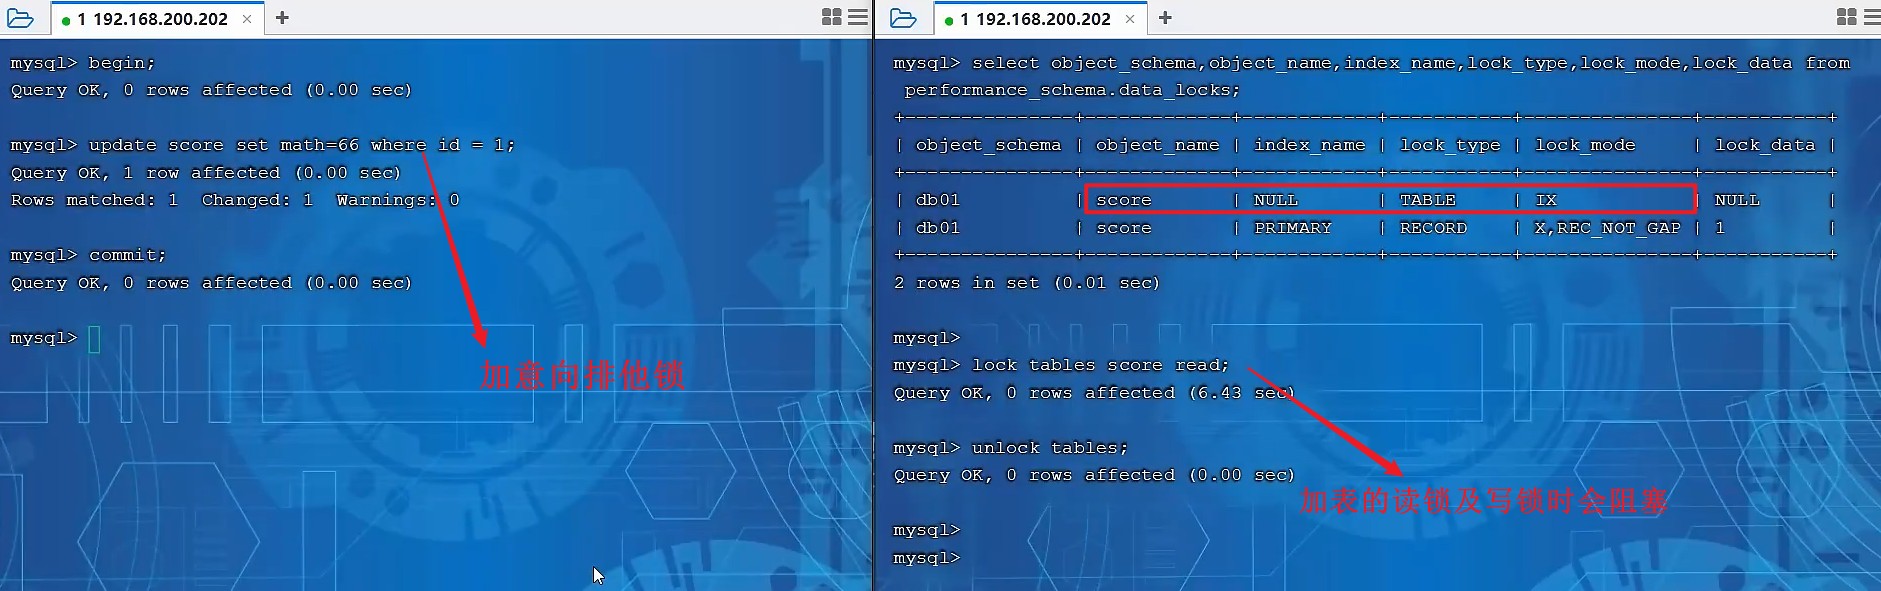 1 192.168.200.202 × +
mysql> begin;
Query OK, 0 rows affected (0.00 sec)
mysql> update score set math=66 where id = 1;
Query OK, 1 row affected (0.00 sec)
Rows matched: 1  Changed: 1  Warnings: 0
mysql> commit;
Query OK, 0 rows affected (0.00 sec)
mysql>
加意向排他锁
1 192.168.200.202 × +
mysql> select object_schema,object_name,index_name,lock_type,lock_mode,lock_data from
performance_schema.data_locks;
+---------------+-------------+------------+-----------+---------------+-----------+
| object_schema | object_name | index_name | lock_type | lock_mode     | lock_data |
+---------------+-------------+------------+-----------+---------------+-----------+
| db01          | score       | NULL       | TABLE     | IX            | NULL      |
| db01          | score       | PRIMARY    | RECORD    | X,REC_NOT_GAP | 1         |
+---------------+-------------+------------+-----------+---------------+-----------+
2 rows in set (0.01 sec)
mysql>
mysql> lock tables score read;
Query OK, 0 rows affected (6.43 sec)
mysql> unlock tables;
Query OK, 0 rows affected (0.00 sec)
加表的读锁及写锁时会阻塞
mysql>
mysql>